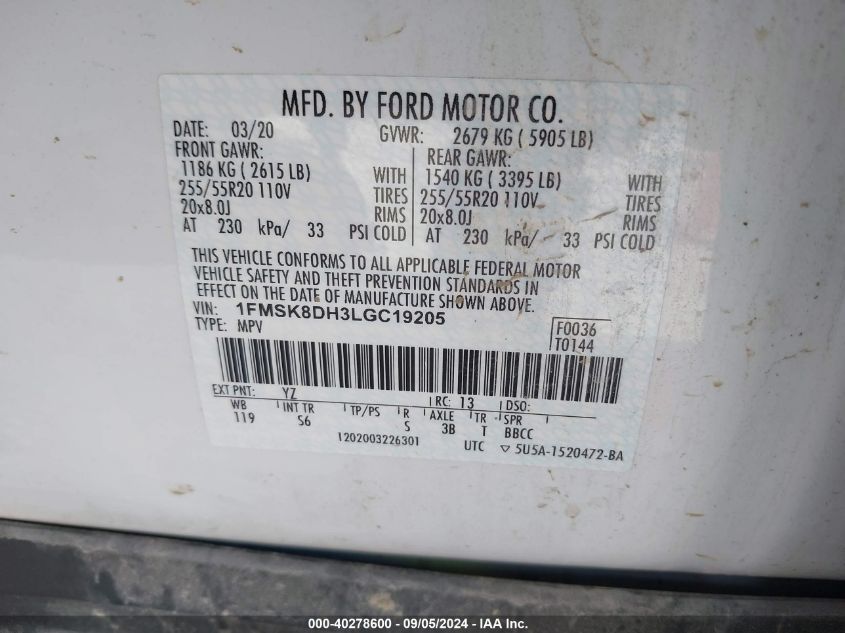 MFD. BY FORD MOTOR CO.
DATE: 03/20 GVWR: 2679 KG ( 5905 LB)
FRONT GAWR: REAR GAWR:
1186 KG ( 2615 LB) WITH 1540 KG ( 3395 LB) WITH
255/55R20 110V TIRES 255/55R20 110V TIRES
20x8.0J RIMS 20x8.0J RIMS
AT 230 kPa/ 33 PSI COLD AT 230 kPa/ 33 PSI COLD
THIS VEHICLE CONFORMS TO ALL APPLICABLE FEDERAL MOTOR
VEHICLE SAFETY AND THEFT PREVENTION STANDARDS IN
EFFECT ON THE DATE OF MANUFACTURE SHOWN ABOVE.
VIN: 1FMSK8DH3LGC19205 F0036
TYPE: MPV T0144
EXT PNT: YZ RC: 13 DSO:
WB INT TR TP/PS R AXLE TR SPR
119 S6 S 3B T BBCC
1202003226301 UTC ▽ 5U5A-1520472-BA
000-40278600 - 09/05/2024 - IAA, Inc.